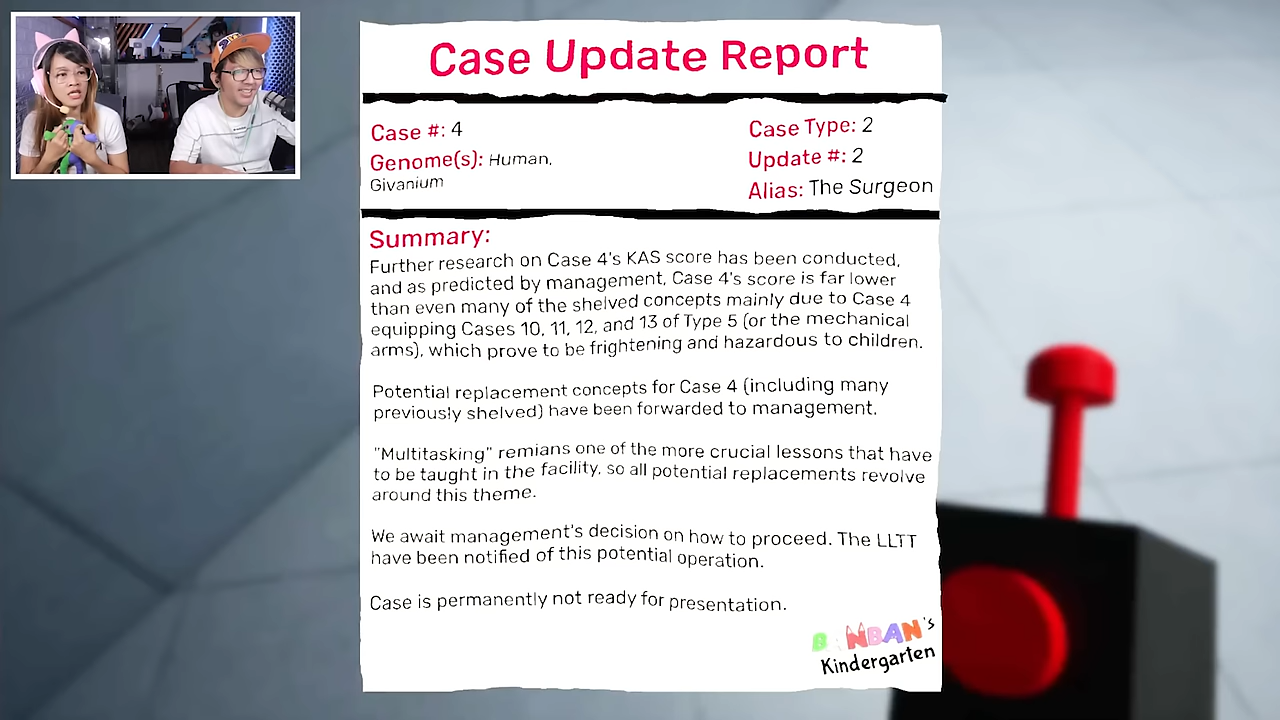 Case Update Report
Case #: 4
Genome(s): Human,
Givanium
Case Type: 2
Update #: 2
Alias: The Surgeon
Summary:
Further research on Case 4's KAS score has been conducted,
and as predicted by management, Case 4's score is far lower
than even many of the shelved concepts mainly due to Case 4
equipping Cases 10, 11, 12, and 13 of Type 5 (or the mechanical
arms), which prove to be frightening and hazardous to children.
Potential replacement concepts for Case 4 (including many
previously shelved) have been forwarded to management.
"Multitasking" remians one of the more crucial lessons that have
to be taught in the facility, so all potential replacements revolve
around this theme.
We await management's decision on how to proceed. The LLTT
have been notified of this potential operation.
Case is permanently not ready for presentation.
BANBAN's
Kindergarten